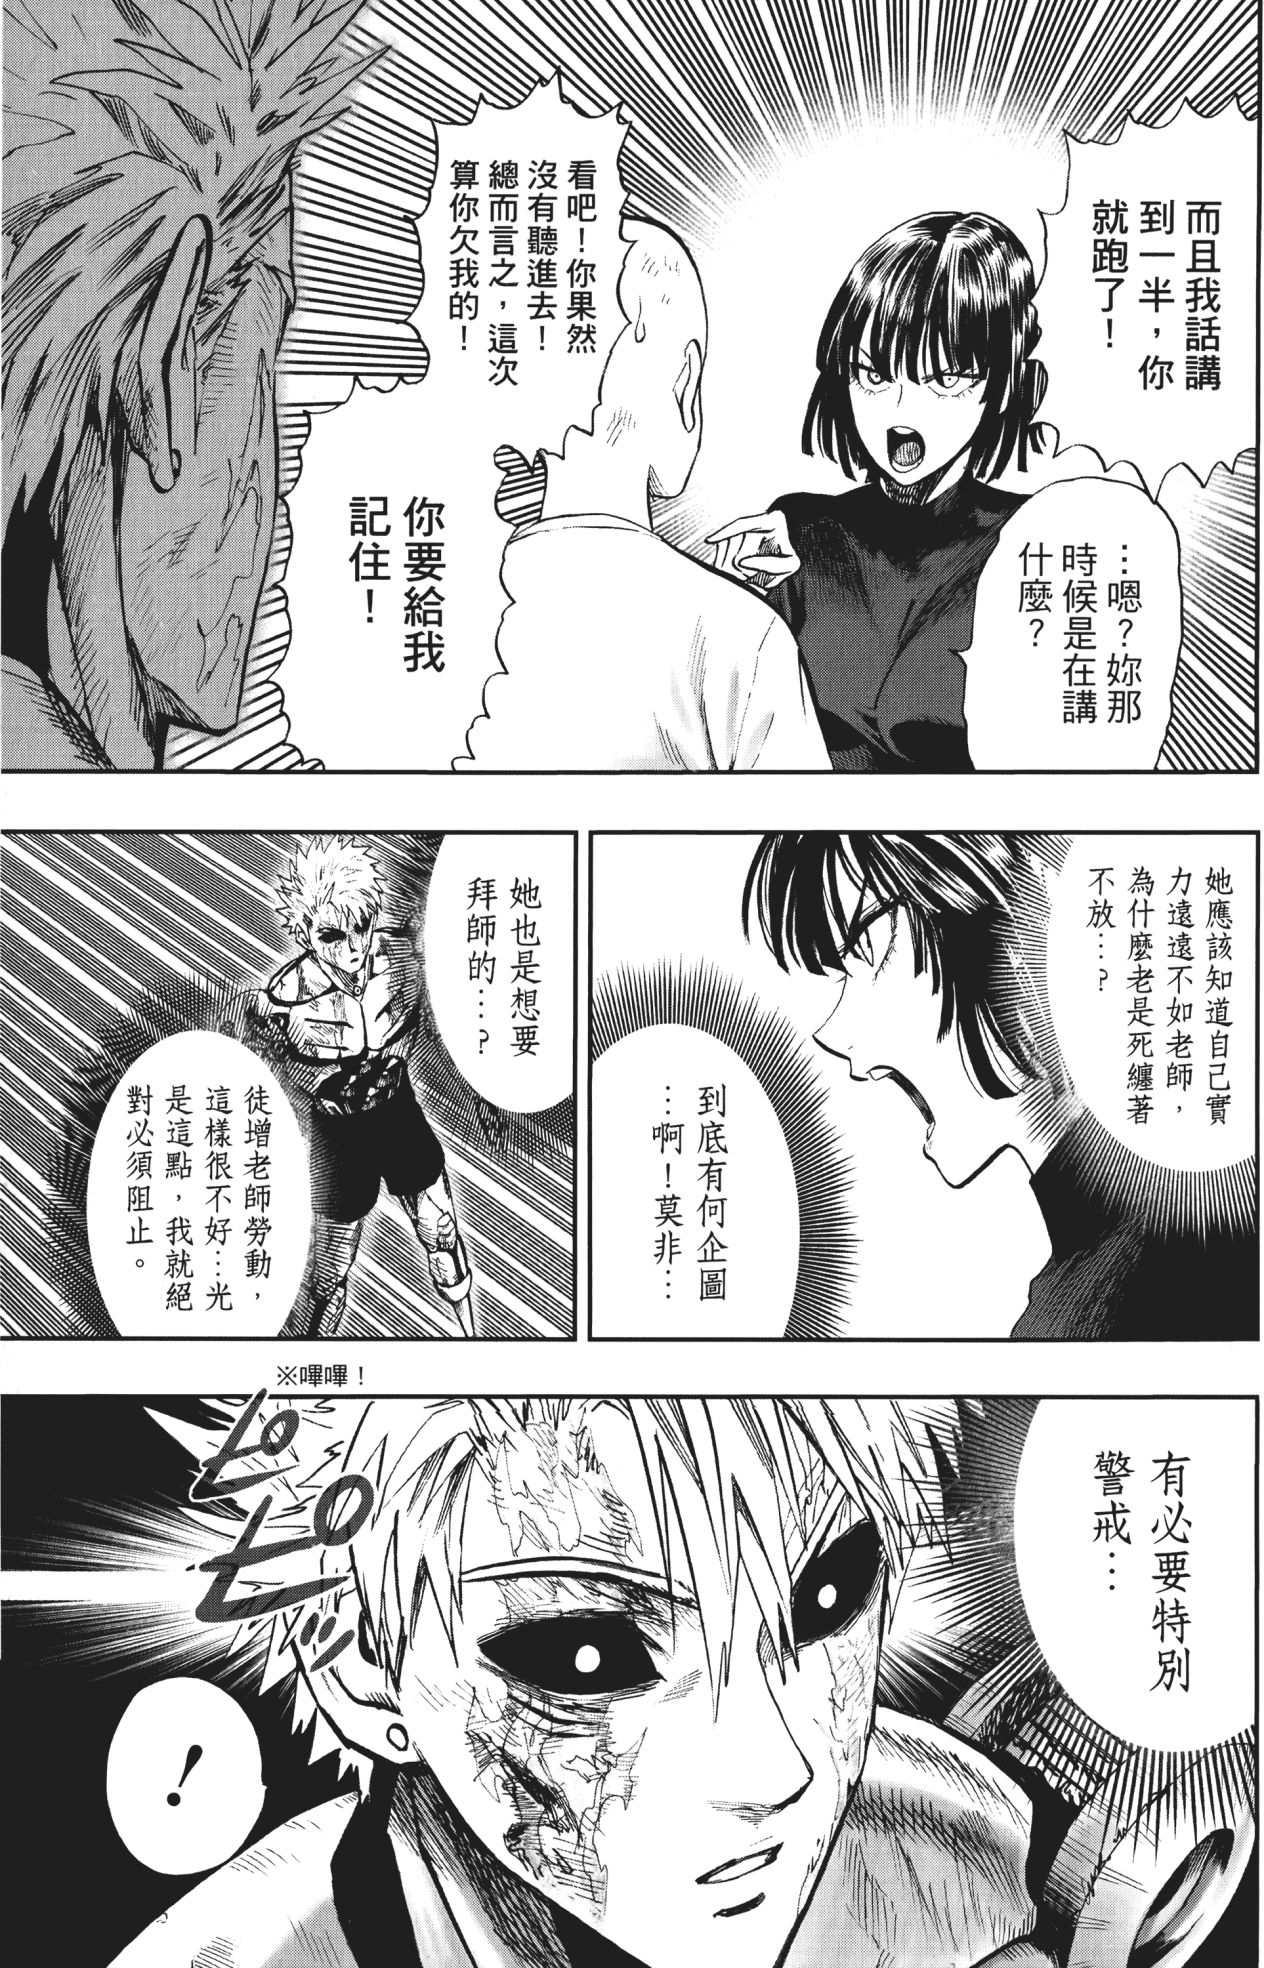 而且我話講
到一半，你
就跑了！
…嗯？妳那
時候是在講
什麼？
看吧！你果然
沒有聽進去！
總而言之，這次
算你欠我的！
你要給我
記住！
她應該知道自己實
力遠遠不如老師，
為什麼老是死纏著
不放…？
到底有何企圖
…啊！莫非…
她也是想要
拜師的…？
徒增老師勞動，
這樣很不好…光
是這點，我就絕
對必須阻止。
※嗶嗶！
ピピッ
有必要特別
警戒…
！